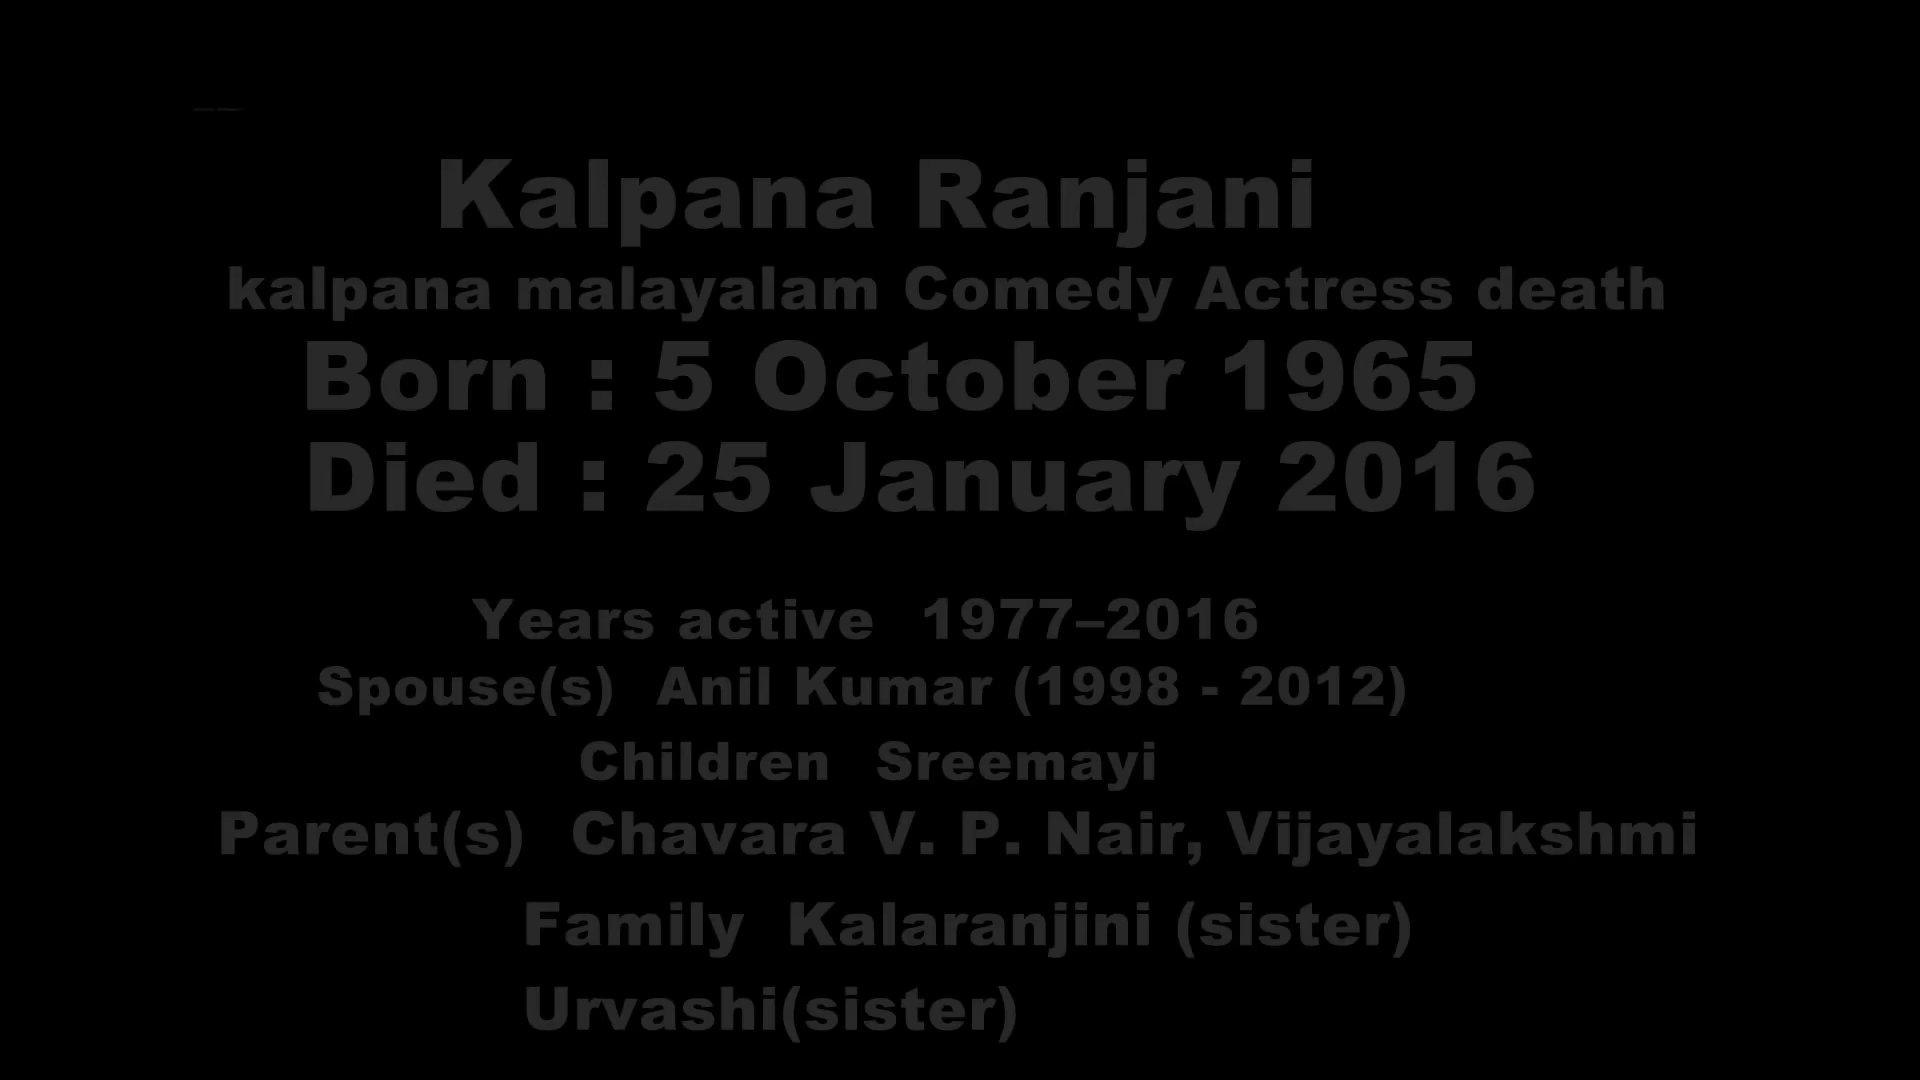 Kalpana Ranjani
kalpana malayalam Comedy Actress death
Born : 5 October 1965
Died : 25 January 2016
Years active 1977–2016
Spouse(s) Anil Kumar (1998 - 2012)
Children Sreemayi
Parent(s) Chavara V. P. Nair, Vijayalakshmi
Family Kalaranjini (sister)
Urvashi(sister)